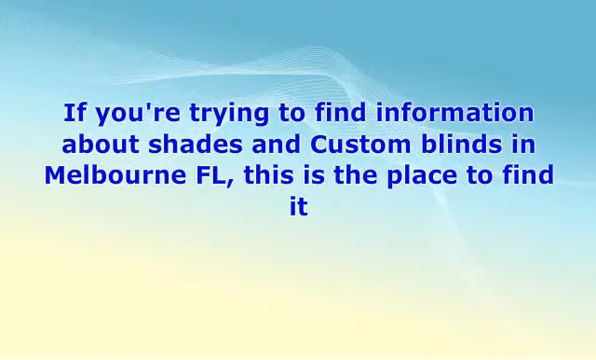 If you're trying to find information
about shades and Custom blinds in
Melbourne FL, this is the place to find
it